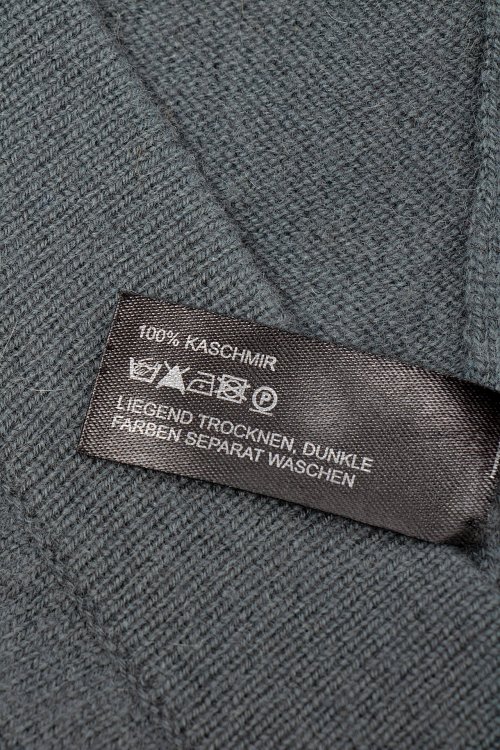 100% KASCHMIR
P
LIEGEND TROCKNEN, DUNKLE
FARBEN SEPARAT WASCHEN